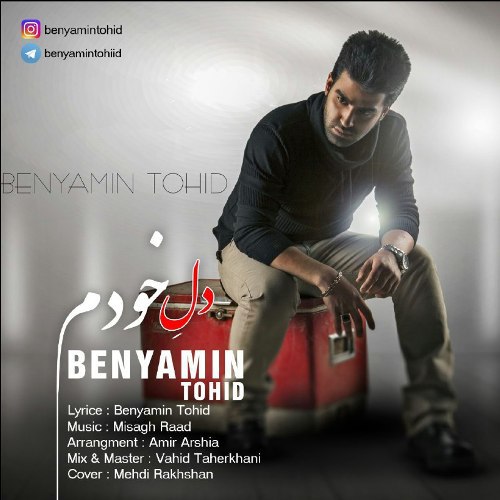 benyamintohid
benyamintohiid
BENYAMIN TOHID
دلِ خودم
BENYAMIN
TOHID
Lyrice : Benyamin Tohid
Music : Misagh Raad
Arrangment : Amir Arshia
Mix & Master : Vahid Taherkhani
Cover : Mehdi Rakhshan